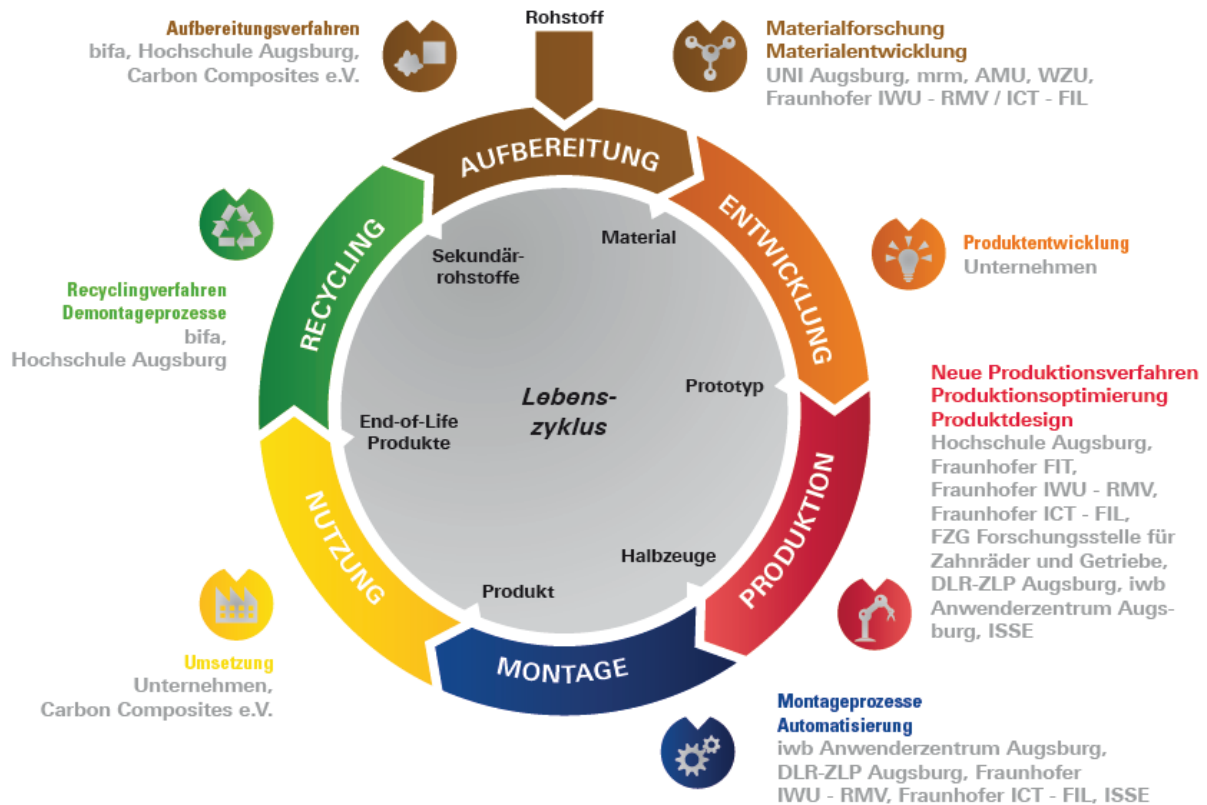 Rohstoff
Aufbereitungsverfahren
bifa, Hochschule Augsburg,
Carbon Composites e.V.
Materialforschung
Materialentwicklung
UNI Augsburg, mrm, AMU, WZU,
Fraunhofer IWU - RMV / ICT - FIL
AUFBEREITUNG
ENTWICKLUNG
Produktentwicklung
Unternehmen
PRODUKTION
Neue Produktionsverfahren
Produktionsoptimierung
Produktdesign
Hochschule Augsburg,
Fraunhofer FIT,
Fraunhofer IWU - RMV,
Fraunhofer ICT - FIL,
FZG Forschungsstelle für
Zahnräder und Getriebe,
DLR-ZLP Augsburg, iwb
Anwenderzentrum Augs-
burg, ISSE
MONTAGE
Montageprozesse
Automatisierung
iwb Anwenderzentrum Augsburg,
DLR-ZLP Augsburg, Fraunhofer
IWU - RMV, Fraunhofer ICT - FIL, ISSE
NUTZUNG
Umsetzung
Unternehmen,
Carbon Composites e.V.
RECYCLING
Recyclingverfahren
Demontageprozesse
bifa,
Hochschule Augsburg
Material
Prototyp
Halbzeuge
Produkt
End-of-Life
Produkte
Sekundär-
rohstoffe
Lebens-
zyklus